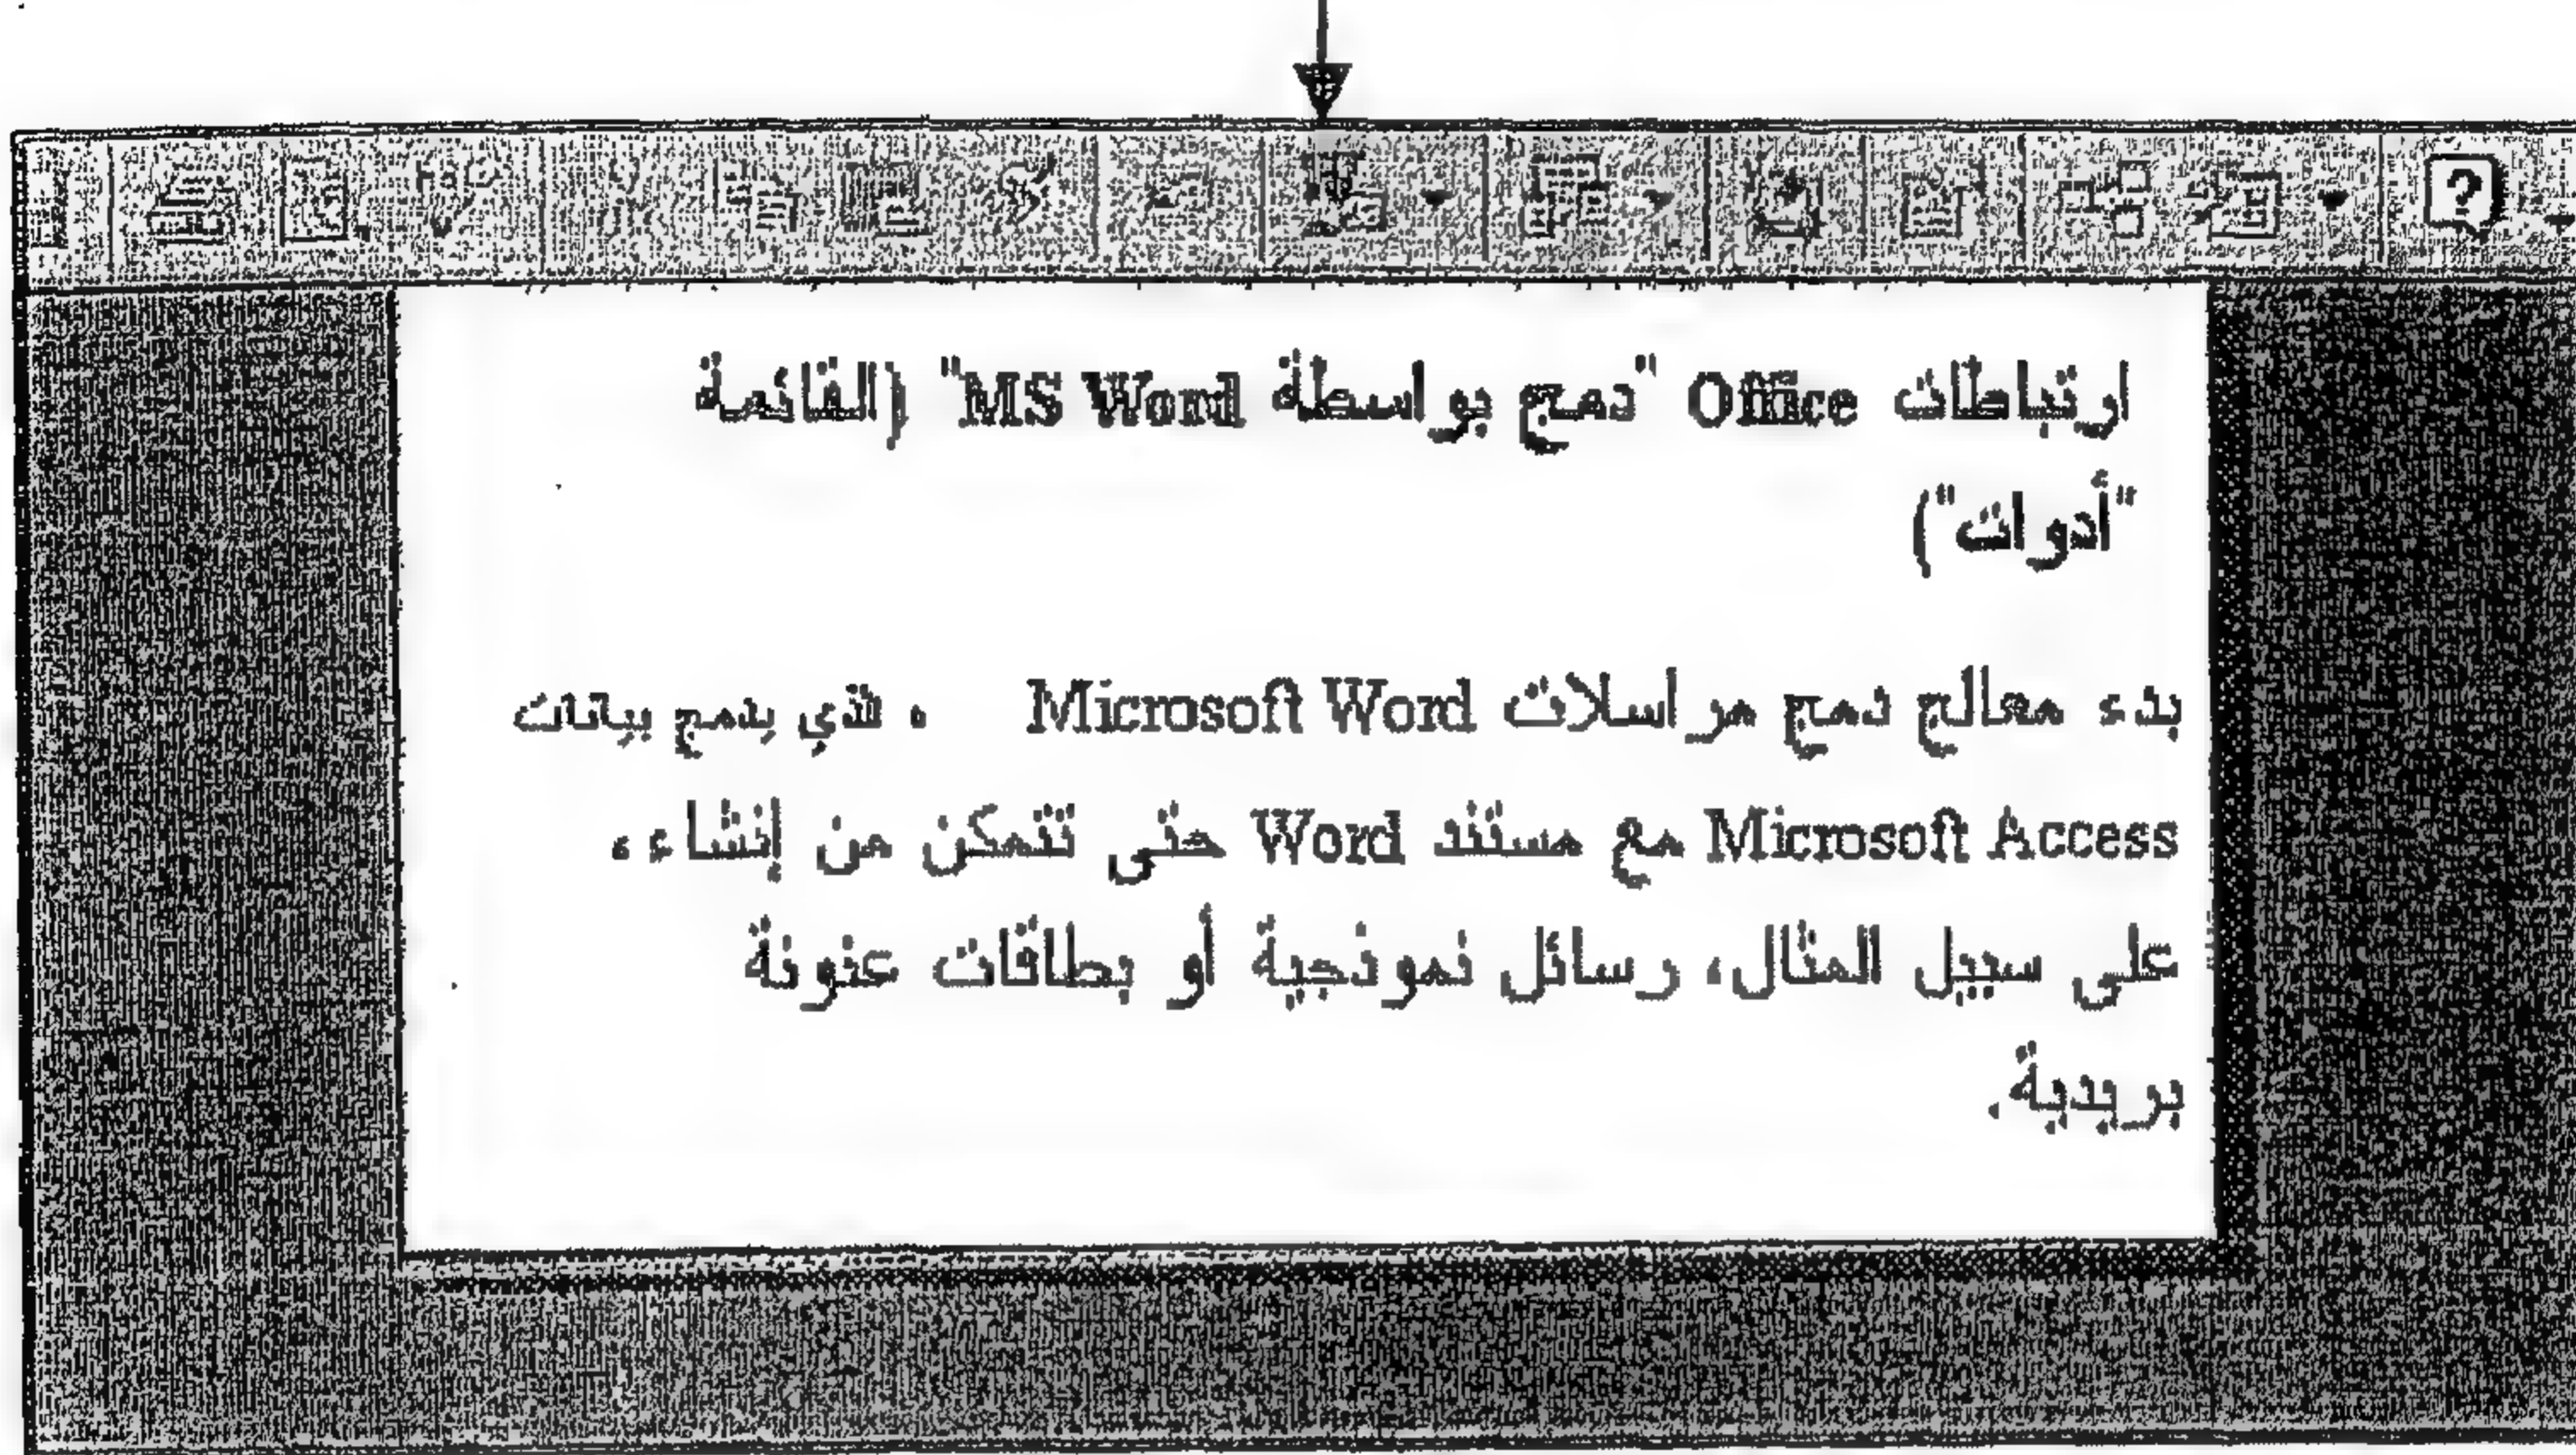 ارتباطات Office "دمج بواسطة MS Word" (القائمة
"أدوات")
بدء معالج دمج مراسلات Microsoft Word ، الذي يدمج بيانات
Microsoft Access مع مستند Word حتى تتمكن من إنشاء،
على سبيل المثال، رسائل نموذجية أو بطاقات عنونة
بريدية.